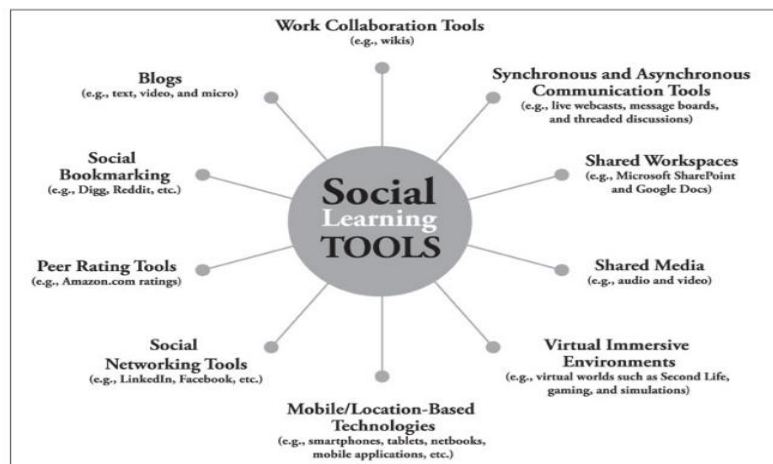 Work Collaboration Tools
(e.g., wikis)
Synchronous and Asynchronous
Communication Tools
(e.g., live webcasts, message boards,
and threaded discussions)
Shared Workspaces
(e.g., Microsoft SharePoint
and Google Docs)
Shared Media
(e.g., audio and video)
Virtual Immersive
Environments
(e.g., virtual worlds such as Second Life,
gaming, and simulations)
Mobile/Location-Based
Technologies
(e.g., smartphones, tablets, netbooks,
mobile applications, etc.)
Social
Networking Tools
(e.g., LinkedIn, Facebook, etc.)
Peer Rating Tools
(e.g., Amazon.com ratings)
Social
Bookmarking
(e.g., Digg, Reddit, etc.)
Blogs
(e.g., text, video, and micro)
Social
Learning
TOOLS